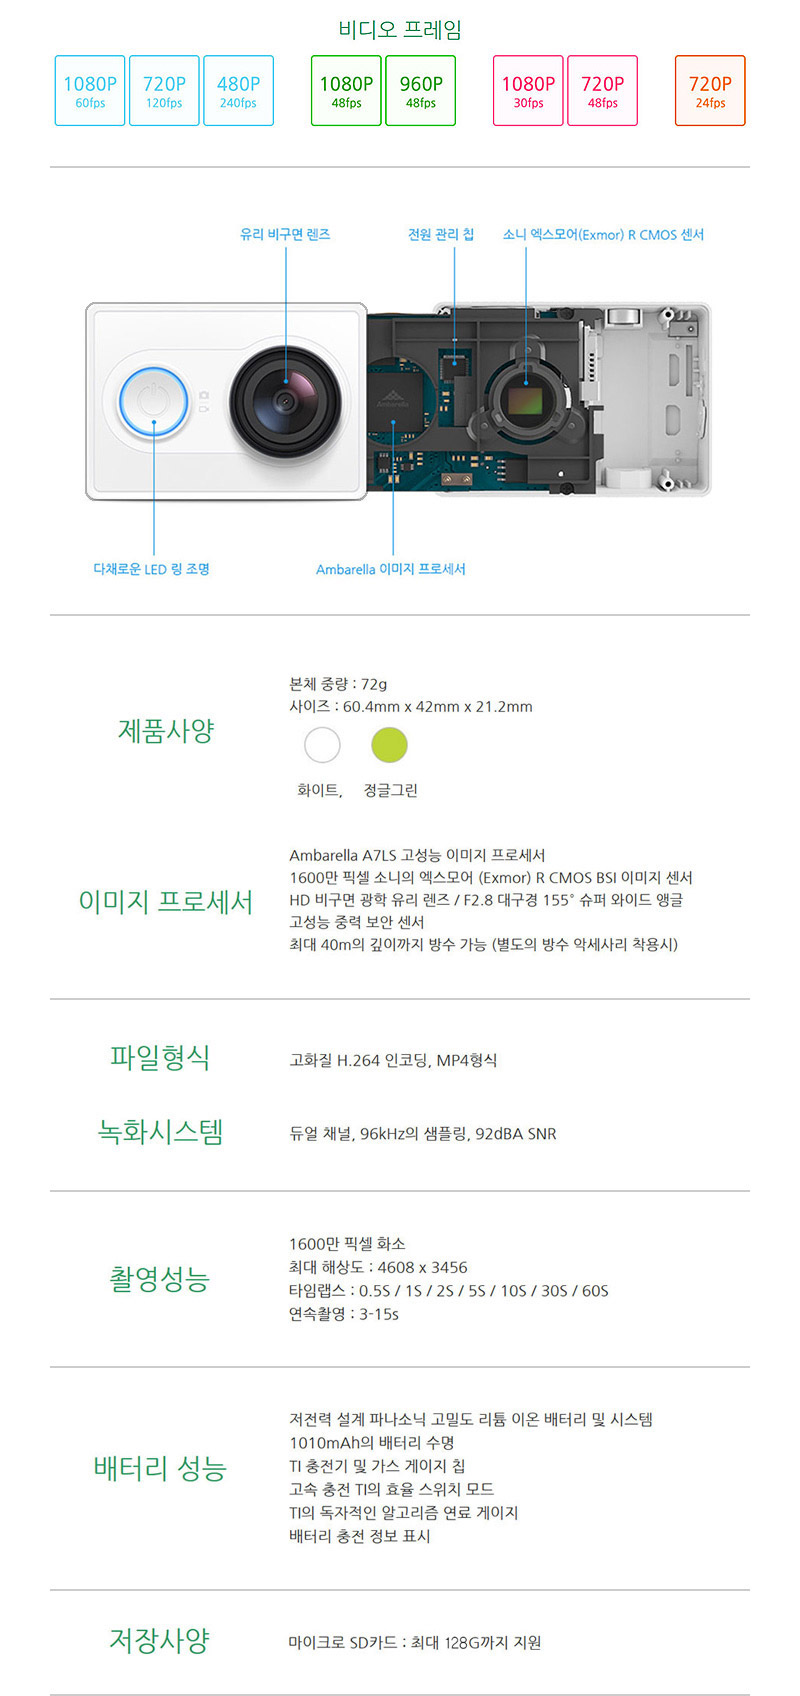 비디오 프레임
1080P 720P 480P 1080P 960P 1080P 720P 720P
60fps 120fps 240fps 48fps 48fps 30fps 48fps 24fps
유리 비구면 렌즈 전원 관리 칩 소니 엑스모어(Exmor) R CMOS 센서
Ambarella
다채로운 LED 링 조명 Ambarella 이미지 프로세서
제품사양
본체 중량 : 72g
사이즈 : 60.4mm x 42mm x 21.2mm
화이트, 정글그린
이미지 프로세서
Ambarella A7LS 고성능 이미지 프로세서
1600만 픽셀 소니의 엑스모어 (Exmor) R CMOS BSI 이미지 센서
HD 비구면 광학 유리 렌즈 / F2.8 대구경 155˚ 슈퍼 와이드 앵글
고성능 중력 보안 센서
최대 40m의 깊이까지 방수 가능 (별도의 방수 악세사리 착용시)
파일형식
고화질 H.264 인코딩, MP4형식
녹화시스템
듀얼 채널, 96kHz의 샘플링, 92dBA SNR
촬영성능
1600만 픽셀 화소
최대 해상도 : 4608 x 3456
타임랩스 : 0.5S / 1S / 2S / 5S / 10S / 30S / 60S
연속촬영 : 3-15s
배터리 성능
저전력 설계 파나소닉 고밀도 리튬 이온 배터리 및 시스템
1010mAh의 배터리 수명
TI 충전기 및 가스 게이지 칩
고속 충전 TI의 효율 스위치 모드
TI의 독자적인 알고리즘 연료 게이지
배터리 충전 정보 표시
저장사양
마이크로 SD카드 : 최대 128G까지 지원